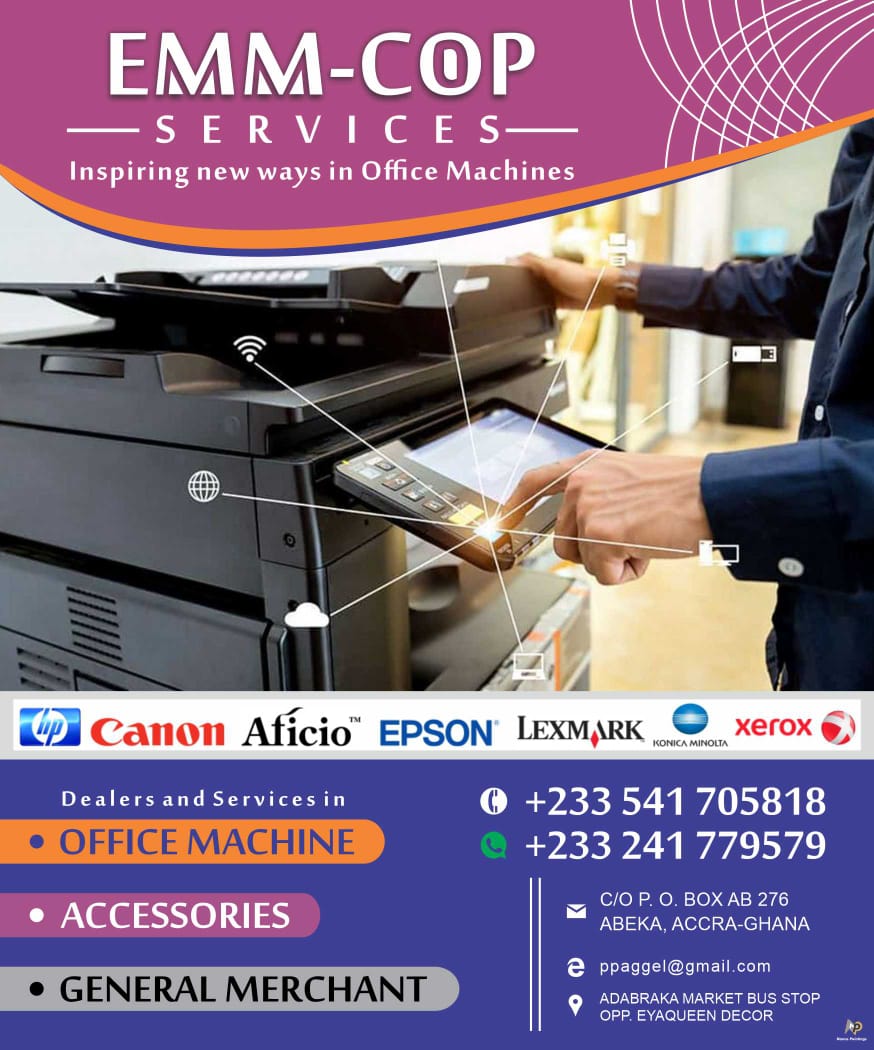 EMM-COP
SERVICES
Inspiring new ways in Office Machines
hp Canon Aficio™ EPSON® LEXMARK KONICA MINOLTA xerox
Dealers and Services in
• OFFICE MACHINE
• ACCESSORIES
• GENERAL MERCHANT
+233 541 705818
+233 241 779579
C/O P. O. BOX AB 276
ABEKA, ACCRA-GHANA
ppaggel@gmail.com
ADABRAKA MARKET BUS STOP
OPP. EYAQUEEN DECOR